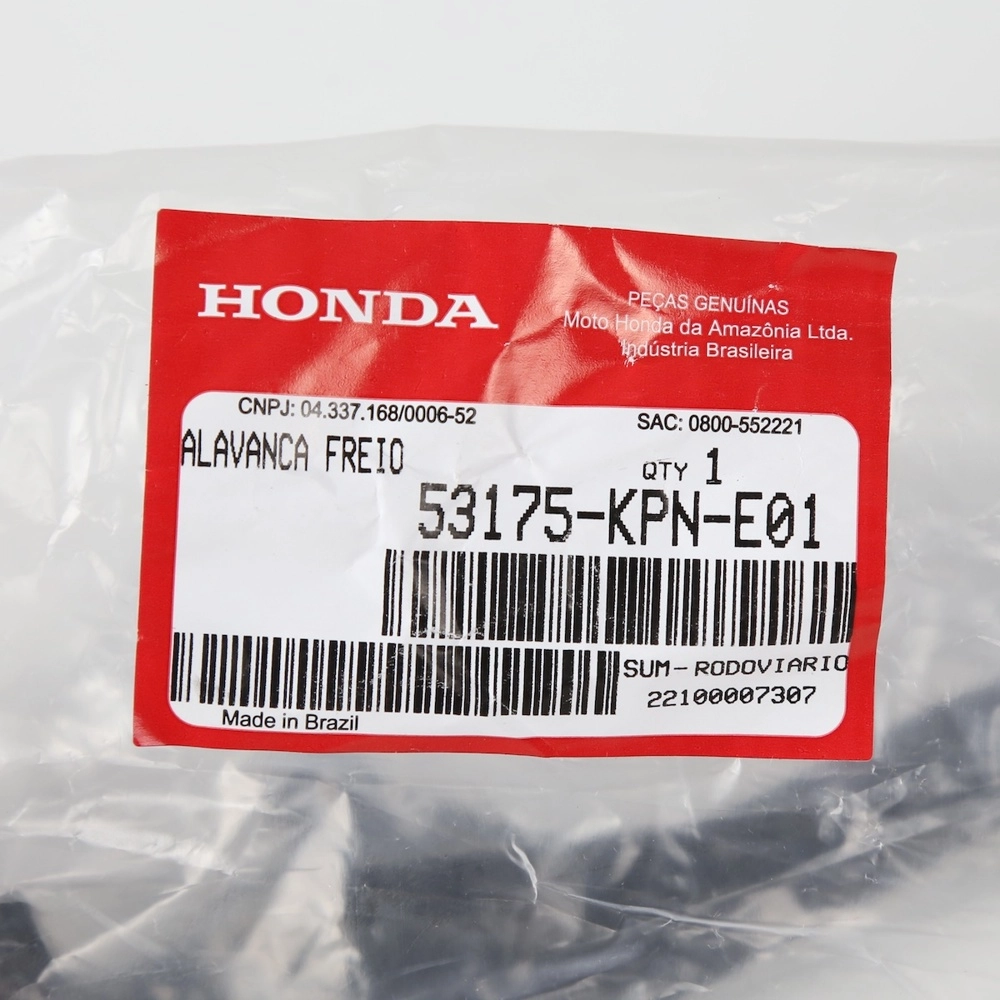 HONDA
PEÇAS GENUÍNAS
Moto Honda da Amazônia Ltda.
Indústria Brasileira
CNPJ: 04.337.168/0006-52
SAC: 0800-552221
ALAVANCA FREIO
QTY 1
53175-KPN-E01
SUM-RODOVIARIO
22100007307
Made in Brazil